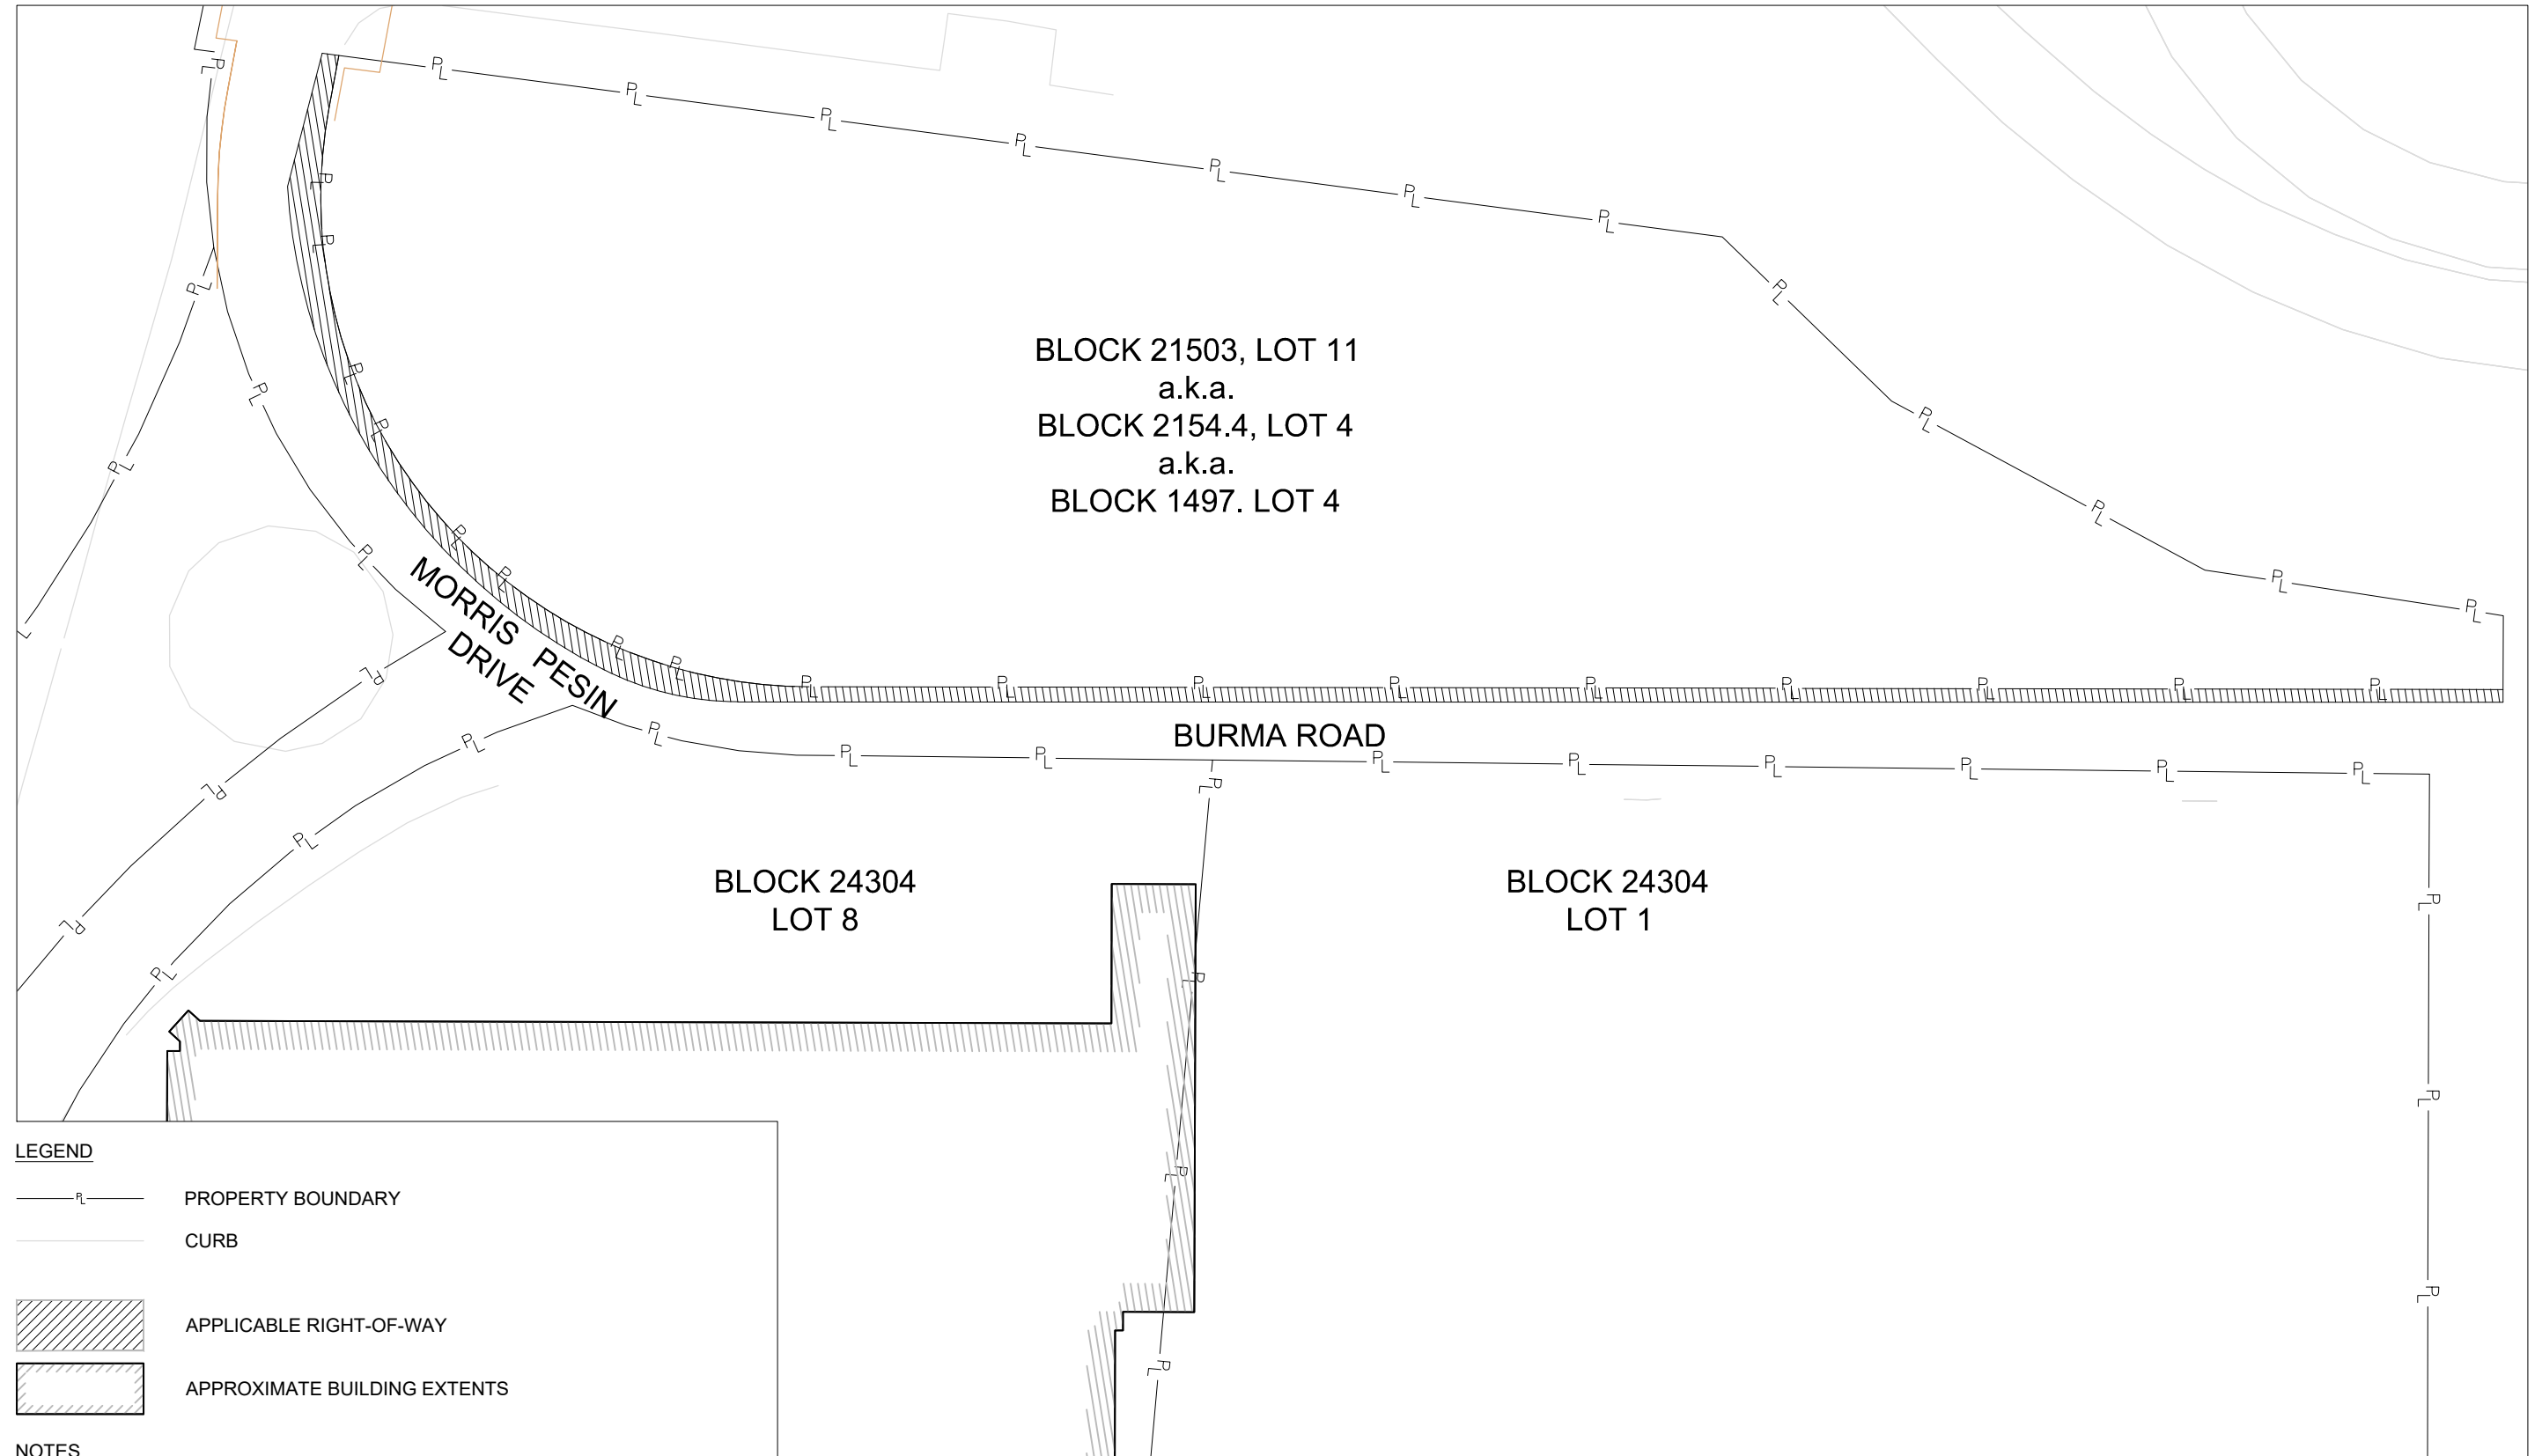 BLOCK 21503, LOT 11
a.k.a.
BLOCK 2154.4, LOT 4
a.k.a.
BLOCK 1497. LOT 4
MORRIS PESIN
DRIVE
BURMA ROAD
BLOCK 24304
LOT 8
BLOCK 24304
LOT 1
LEGEND
PL PROPERTY BOUNDARY
CURB
APPLICABLE RIGHT-OF-WAY
APPROXIMATE BUILDING EXTENTS
NOTES